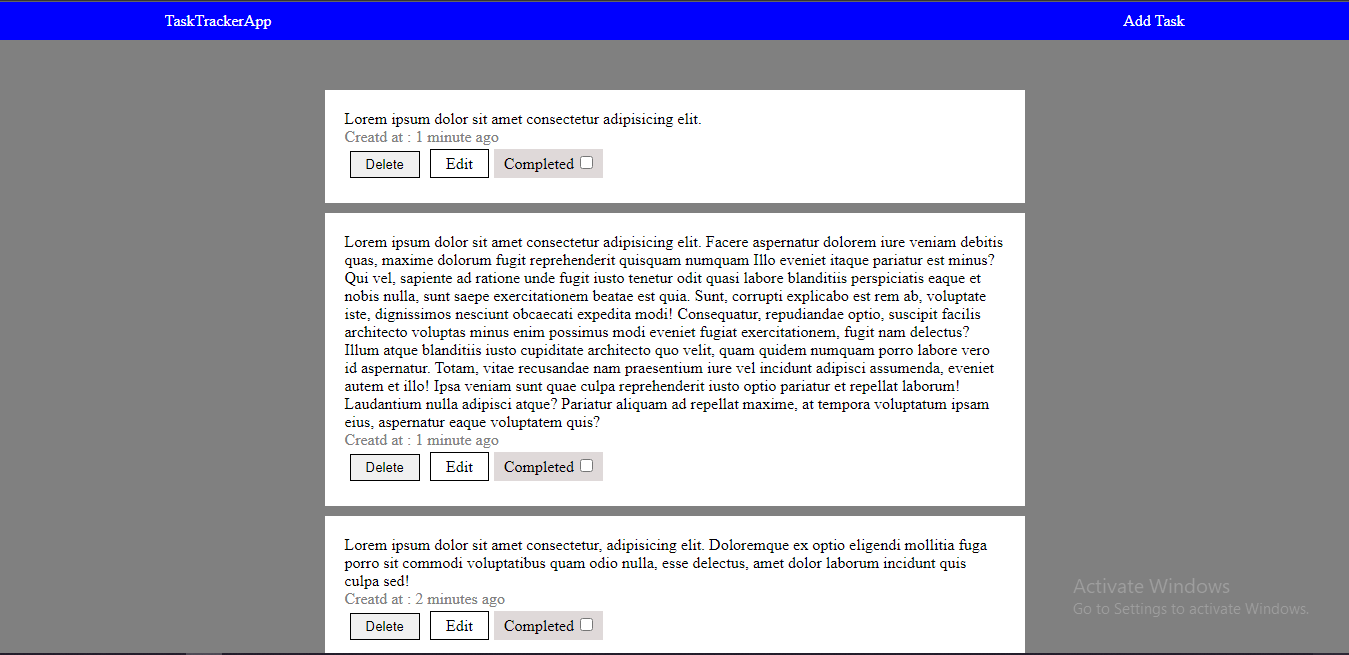 TaskTrackerApp Add Task
Lorem ipsum dolor sit amet consectetur adipisicing elit.
Creatd at : 1 minute ago
Delete Edit Completed
Lorem ipsum dolor sit amet consectetur adipisicing elit. Facere aspernatur dolorem iure veniam debitis
quas, maxime dolorum fugit reprehenderit quisquam numquam Illo eveniet itaque pariatur est minus?
Qui vel, sapiente ad ratione unde fugit iusto tenetur odit quasi labore blanditiis perspiciatis eaque et
nobis nulla, sunt saepe exercitationem beatae est quia. Sunt, corrupti explicabo est rem ab, voluptate
iste, dignissimos nesciunt obcaecati expedita modi! Consequatur, repudiandae optio, suscipit facilis
architecto voluptas minus enim possimus modi eveniet fugiat exercitationem, fugit nam delectus?
Illum atque blanditiis iusto cupiditate architecto quo velit, quam quidem numquam porro labore vero
id aspernatur. Totam, vitae recusandae nam praesentium iure vel incidunt adipisci assumenda, eveniet
autem et illo! Ipsa veniam sunt quae culpa reprehenderit iusto optio pariatur et repellat laborum!
Laudantium nulla adipisci atque? Pariatur aliquam ad repellat maxime, at tempora voluptatum ipsam
eius, aspernatur eaque voluptatem quis?
Creatd at : 1 minute ago
Delete Edit Completed
Lorem ipsum dolor sit amet consectetur, adipisicing elit. Doloremque ex optio eligendi mollitia fuga
porro sit commodi voluptatibus quam odio nulla, esse delectus, amet dolor laborum incidunt quis
culpa sed!
Creatd at : 2 minutes ago
Delete Edit Completed
Activate Windows
Go to Settings to activate Windows.